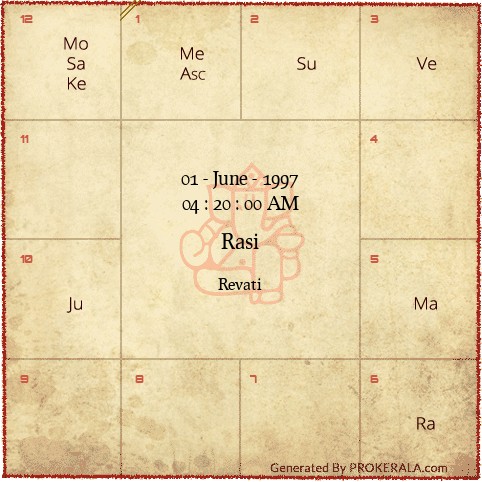 12
Mo
Sa
Ke
1
Me
Asc
2
Su
3
Ve
11
01 - June - 1997
04 : 20 : 00 AM
Rasi
Revati
4
10
Ju
5
Ma
9
8
7
6
Ra
Generated By PROKERALA.com